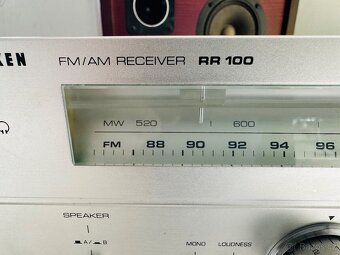 KEN FM/AM RECEIVER RR 100
MW 520 600
FM 88 90 92 94 96
SPEAKER
A/ B
MONO LOUDNESS